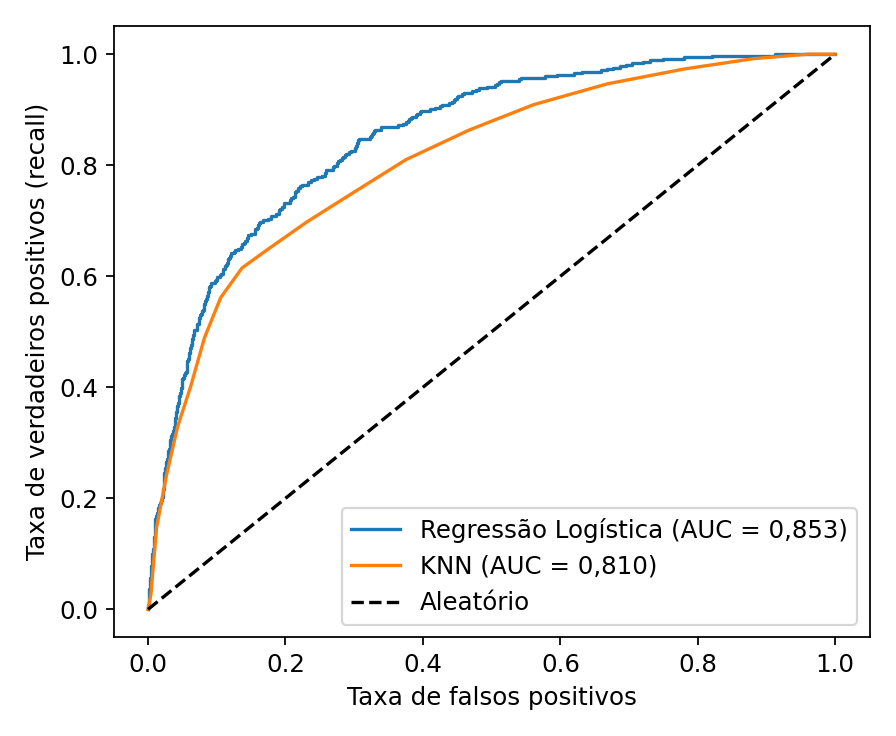 1.0
0.8
0.6
0.4
0.2
0.0
Taxa de verdadeiros positivos (recall)
Regressão Logística (AUC = 0,853)
KNN (AUC = 0,810)
Aleatório
0.0 0.2 0.4 0.6 0.8 1.0
Taxa de falsos positivos